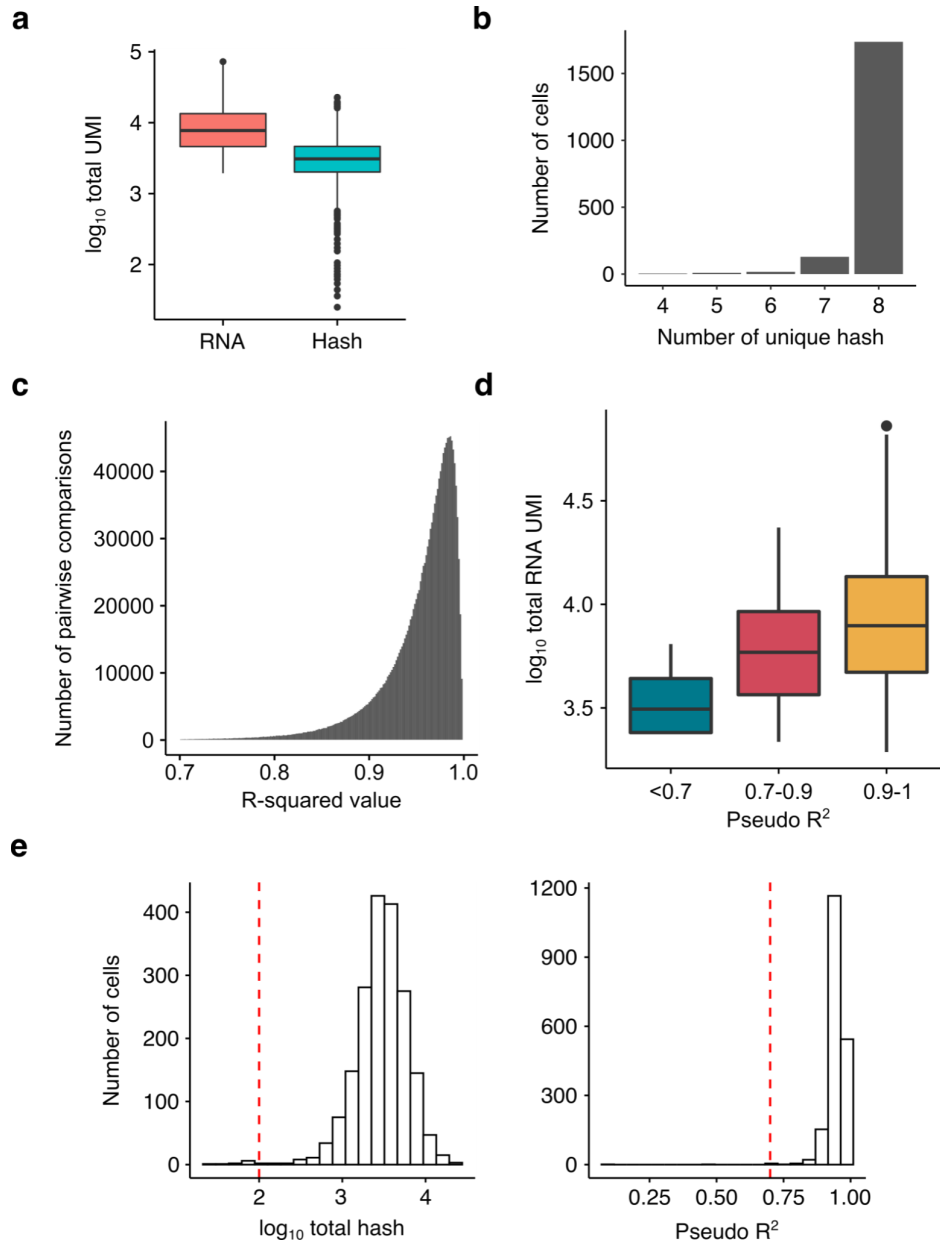 a
log₁₀ total UMI
5
4
3
2
RNA Hash
b
Number of cells
1500
1000
500
0
4 5 6 7 8
Number of unique hash
c
Number of pairwise comparisons
40000
30000
20000
10000
0
0.7 0.8 0.9 1.0
R-squared value
d
log₁₀ total RNA UMI
4.5
4.0
3.5
<0.7 0.7-0.9 0.9-1
Pseudo R²
e
Number of cells
400
300
200
100
0
2 3 4
log₁₀ total hash
1200
900
600
300
0
0.25 0.50 0.75 1.00
Pseudo R²